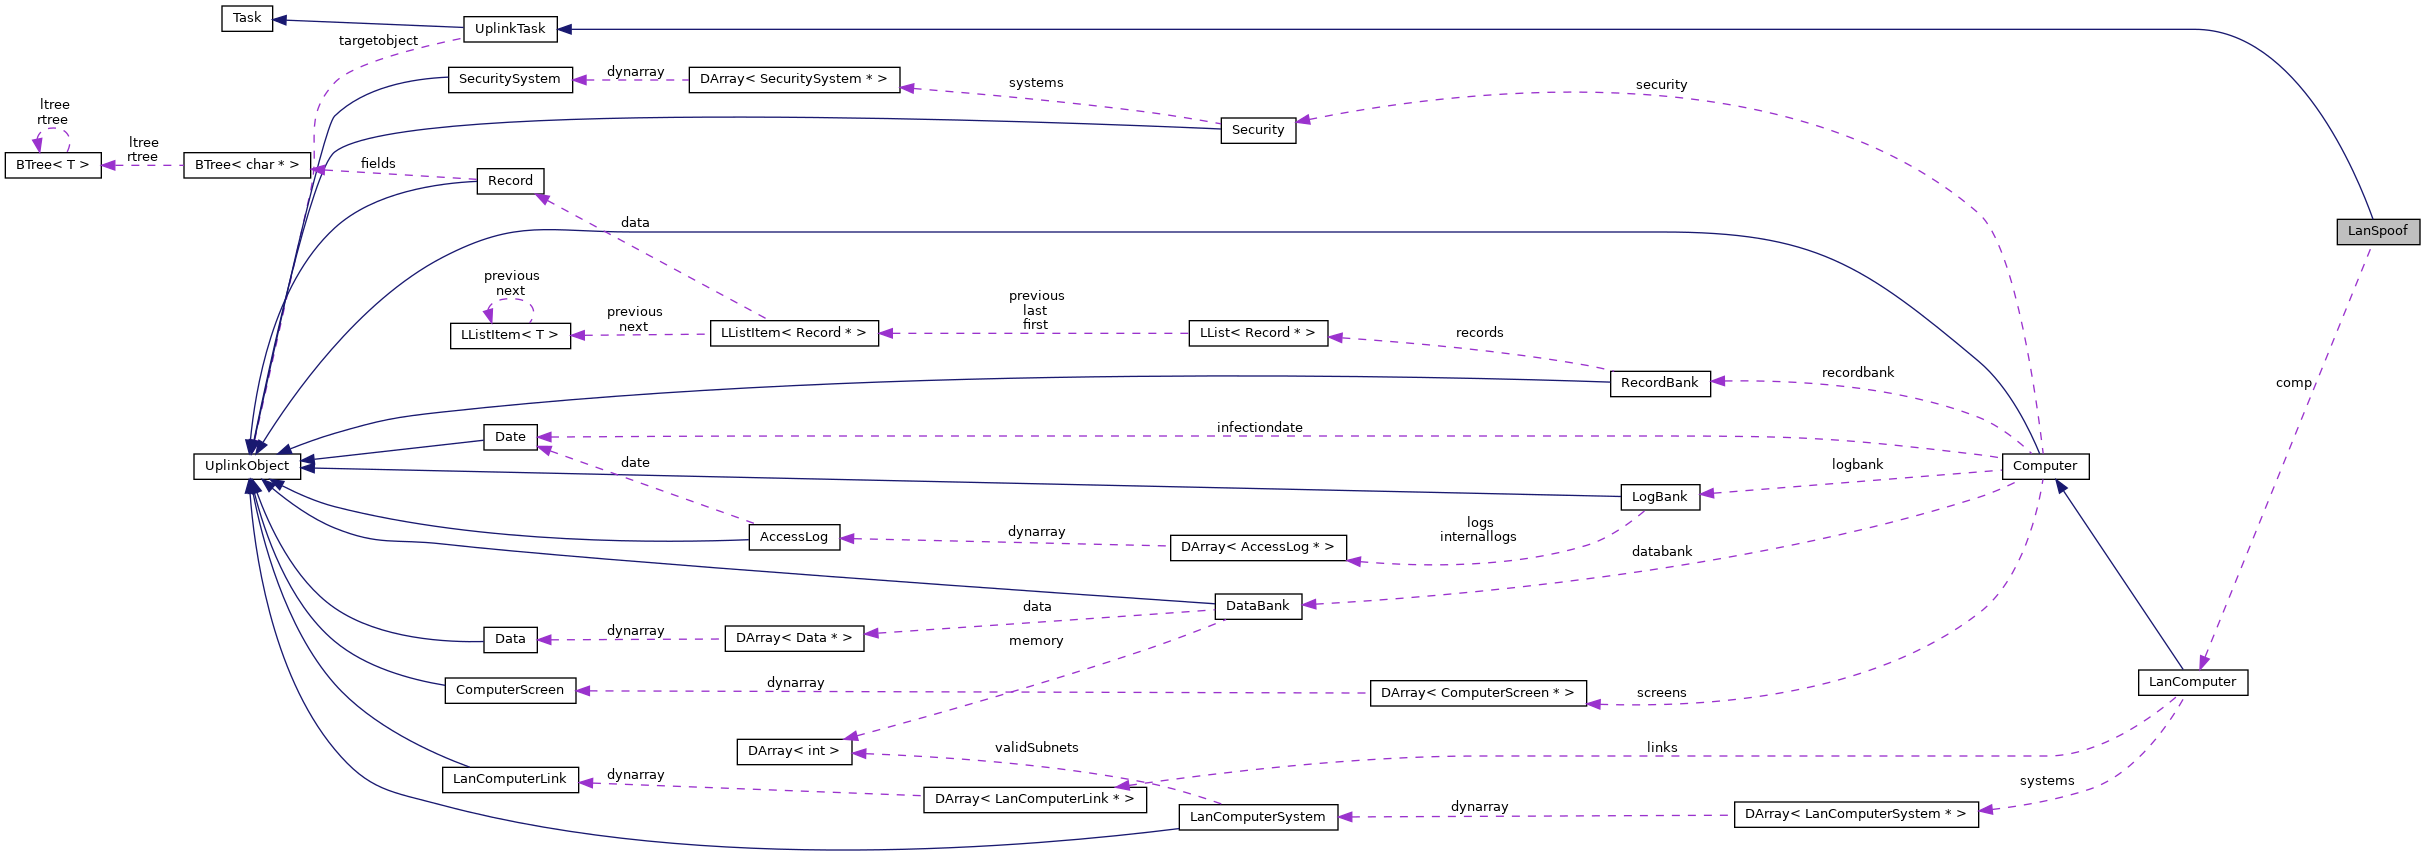 Task
UplinkTask
targetobject
SecuritySystem
dynarray
DArray< SecuritySystem * >
systems
security
Security
ltree
rtree
BTree< T >
ltree
rtree
BTree< char * >
fields
Record
data
LanSpoof
previous
next
LListItem< T >
previous
next
LListItem< Record * >
previous
last
first
LList< Record * >
records
RecordBank
recordbank
comp
Date
infectiondate
UplinkObject
date
Computer
logbank
LogBank
AccessLog
dynarray
DArray< AccessLog * >
logs
internallogs
databank
DataBank
data
Data
dynarray
DArray< Data * >
memory
ComputerScreen
dynarray
DArray< ComputerScreen * >
screens
LanComputer
DArray< int >
validSubnets
links
LanComputerLink
dynarray
DArray< LanComputerLink * >
systems
LanComputerSystem
dynarray
DArray< LanComputerSystem * >